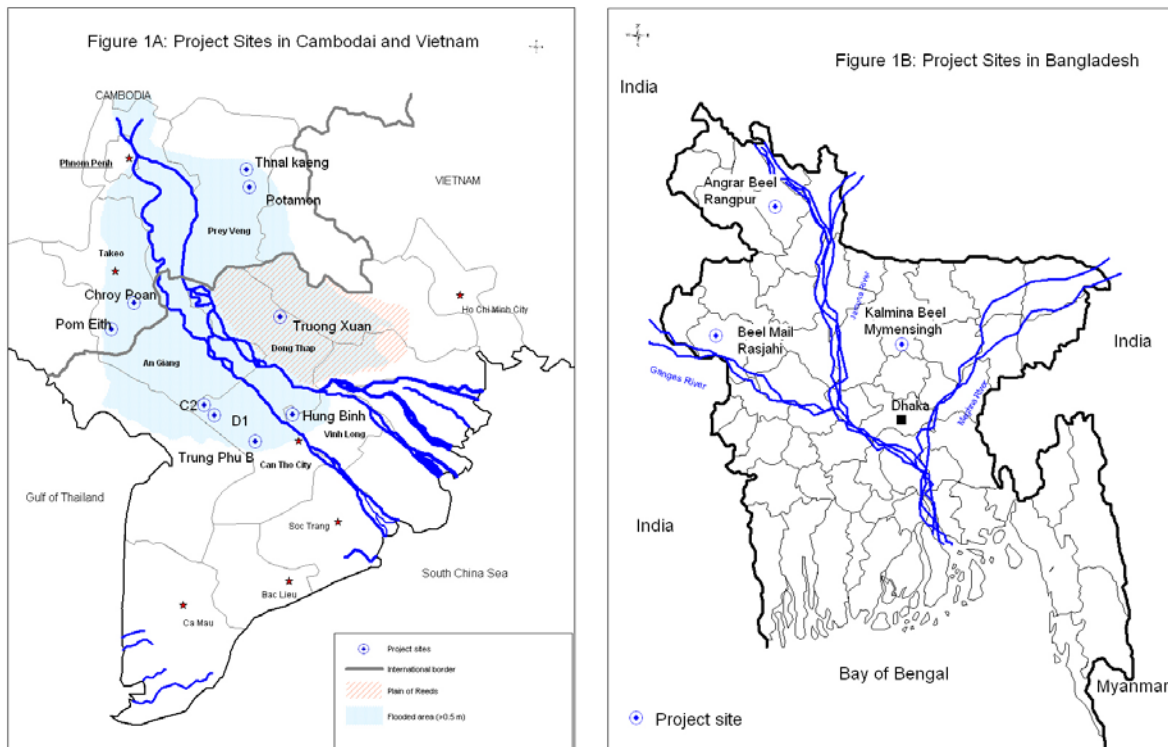 Figure 1A: Project Sites in Cambodai and Vietnam
CAMBODIA
Phnom Penh
Thnal kaeng
Potamon
VIETNAM
Prey Veng
Takeo
Chroy Poan
Pom Eith
Truong Xuan
Ho Chi Minh City
Dong Thap
An Giang
C2
D1
Hung Binh
Vinh Long
Trung Phu B
Can Tho City
Gulf of Thailand
Soc Trang
South China Sea
Bac Lieu
Ca Mau
Project sites
International border
Plain of Reeds
Flooded area (>0.5 m)
Figure 1B: Project Sites in Bangladesh
India
Angrar Beel
Rangpur
Kalmina Beel
Mymensingh
Beel Mail
Rasjahi
India
Ganges River
Meghna River
Dhaka
India
Bay of Bengal
Myanmar
Project site